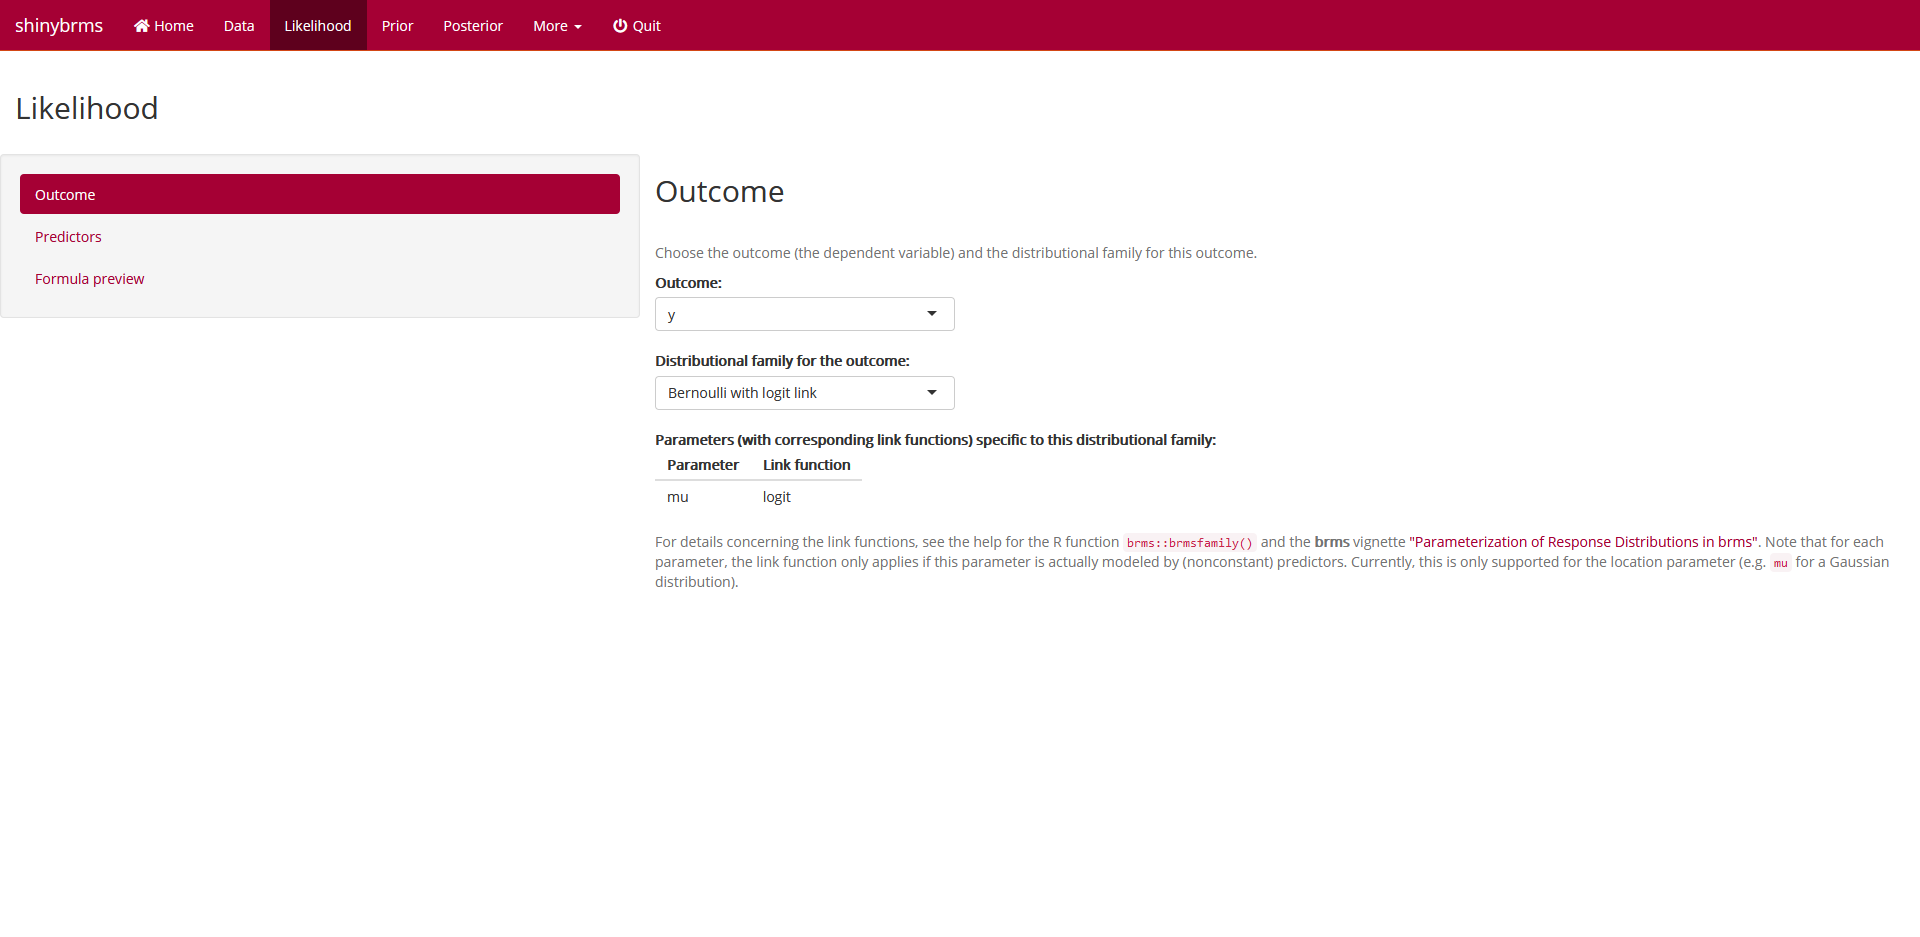 shinybrms Home Data Likelihood Prior Posterior More Quit
Likelihood
Outcome
Predictors
Formula preview
Outcome
Choose the outcome (the dependent variable) and the distributional family for this outcome.
Outcome:
y
Distributional family for the outcome:
Bernoulli with logit link
Parameters (with corresponding link functions) specific to this distributional family:
Parameter Link function
mu logit
For details concerning the link functions, see the help for the R function brms::brmsfamily() and the brms vignette "Parameterization of Response Distributions in brms". Note that for each
parameter, the link function only applies if this parameter is actually modeled by (nonconstant) predictors. Currently, this is only supported for the location parameter (e.g. mu for a Gaussian
distribution).